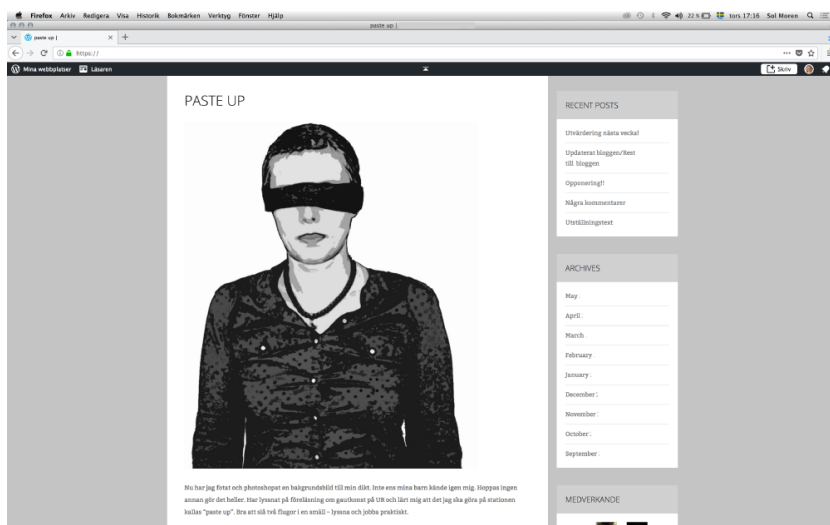 Firefox Arkiv Redigera Visa Historik Bokmärken Verktyg Fönster Hjälp
22 % tors 17:16 Sol Moren
paste up |
paste up |
https://
Mina webbplatser Läsaren
Skriv
PASTE UP
Nu har jag fotat och photoshopat en bakgrundsbild till min dikt. Inte ens mina barn kände igen mig. Hoppas ingen
annan gör det heller. Har lyssnat på föreläsning om gautkonst på UR och lärt mig att det jag ska göra på stationen
kallas "paste up". Bra att slå två flugor i en smäll – lyssna och jobba praktiskt.
RECENT POSTS
Utvärdering nästa vecka!
Updaterat bloggen/Rest
till bloggen
Opponering!!
Några kommentarer
Utställningstext
ARCHIVES
May
April
March
February
January
December
November
October
September
MEDVERKANDE